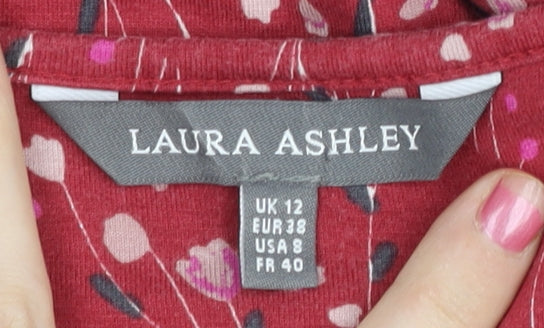 LAURA ASHLEY
UK 12
EUR 38
USA 8
FR 40